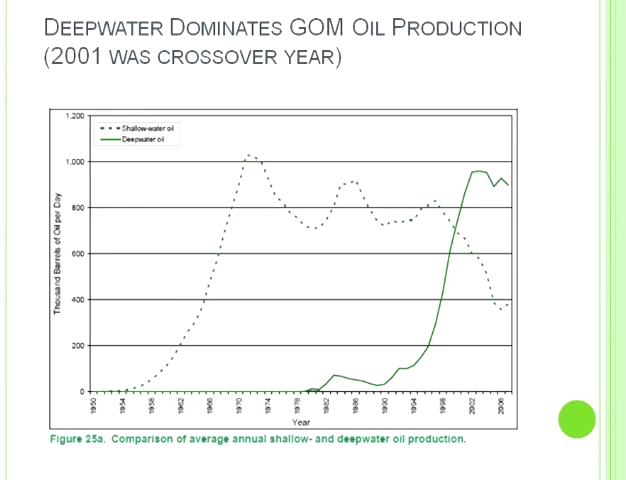 DEEPWATER DOMINATES GOM OIL PRODUCTION
(2001 WAS CROSSOVER YEAR)
1,200
Shallow-water oil
Deepwater oil
1,000
800
600
400
200
0
Thousand Barrels of Oil per Day
1950 1954 1958 1962 1966 1970 1974 1978 1982 1986 1990 1994 1998 2002 2006
Year
Figure 25a. Comparison of average annual shallow- and deepwater oil production.